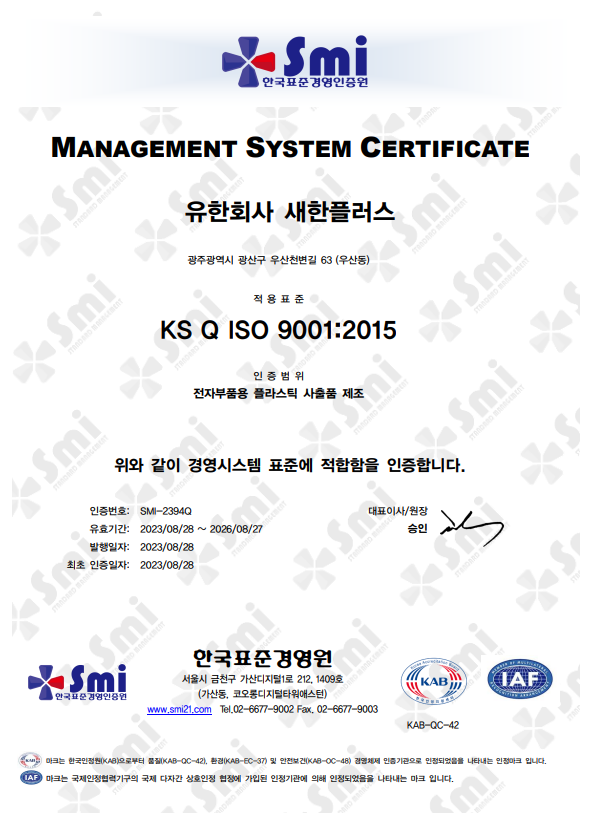 Smi
한국표준경영인증원
MANAGEMENT SYSTEM CERTIFICATE
유한회사 새한플러스
광주광역시 광산구 우산천변길 63 (우산동)
적 용 표 준
KS Q ISO 9001:2015
인 증 범 위
전자부품용 플라스틱 사출품 제조
위와 같이 경영시스템 표준에 적합함을 인증합니다.
인증번호: SMI-2394Q
유효기간: 2023/08/28 ~ 2026/08/27
발행일자: 2023/08/28
최초 인증일자: 2023/08/28
대표이사/원장
승인
Smi
한국표준경영인증원
한국표준경영원
서울시 금천구 가산디지털1로 212, 1409호
(가산동, 코오롱디지털타워애스턴)
www.smi21.com Tel.02-6677-9002 Fax. 02-6677-9003
Korea Accreditation Board
KAB
MEMBER OF MULTILATERAL
IAF
RECOGNITION ARRANGEMENT
KAB-QC-42
KAB 마크는 한국인정원(KAB)으로부터 품질(KAB-QC-42), 환경(KAB-EC-37) 및 안전보건(KAB-OC-48) 경영체제 인증기관으로 인정되었음을 나타내는 인정마크 입니다.
IAF 마크는 국제인정협력기구의 국제 다자간 상호인정 협정에 가입된 인정기관에 의해 인정되었음을 나타내는 마크 입니다.